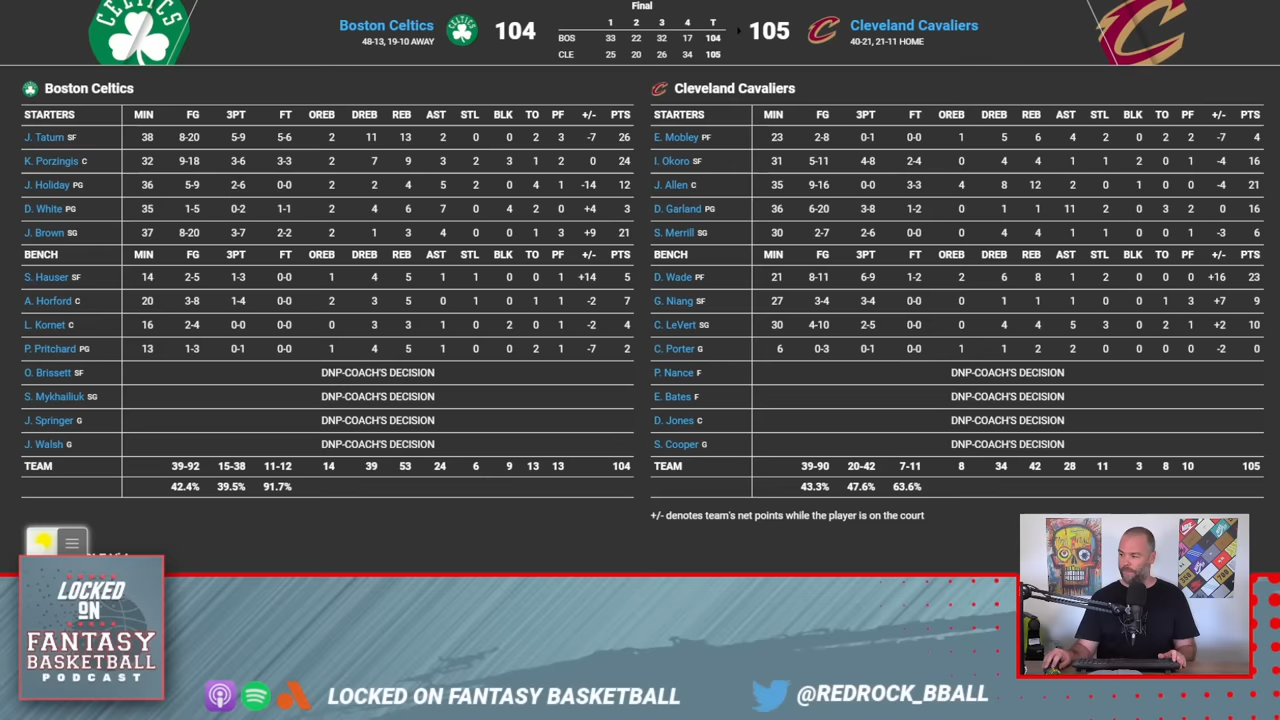 Final
Boston Celtics
48-13, 19-10 AWAY
CELTICS
104
1 2 3 4 T
BOS 33 22 32 17 104
CLE 25 20 26 34 105
105
Cleveland Cavaliers
40-21, 21-11 HOME
Boston Celtics
STARTERS MIN FG 3PT FT OREB DREB REB AST STL BLK TO PF +/- PTS
J. Tatum SF 38 8-20 5-9 5-6 2 11 13 2 0 0 2 3 -7 26
K. Porzingis C 32 9-18 3-6 3-3 2 7 9 3 2 3 1 2 0 24
J. Holiday PG 36 5-9 2-6 0-0 2 2 4 5 2 0 4 1 -14 12
D. White PG 35 1-5 0-2 1-1 2 4 6 7 0 4 2 0 +4 3
J. Brown SG 37 8-20 3-7 2-2 2 1 3 4 0 0 1 3 +9 21
BENCH MIN FG 3PT FT OREB DREB REB AST STL BLK TO PF +/- PTS
S. Hauser SF 14 2-5 1-3 0-0 1 4 5 1 1 0 0 1 +14 5
A. Horford C 20 3-8 1-4 0-0 2 3 5 0 1 0 1 1 -2 7
L. Kornet C 16 2-4 0-0 0-0 0 3 3 1 0 2 0 1 -2 4
P. Pritchard PG 13 1-3 0-1 0-0 1 4 5 1 0 0 2 1 -7 2
O. Brissett SF DNP-COACH'S DECISION
S. Mykhailiuk SG DNP-COACH'S DECISION
J. Springer G DNP-COACH'S DECISION
J. Walsh G DNP-COACH'S DECISION
TEAM 39-92 15-38 11-12 14 39 53 24 6 9 13 13 104
42.4% 39.5% 91.7%
Cleveland Cavaliers
STARTERS MIN FG 3PT FT OREB DREB REB AST STL BLK TO PF +/- PTS
E. Mobley PF 23 2-8 0-1 0-0 1 5 6 4 2 0 2 2 -7 4
I. Okoro SF 31 5-11 4-8 2-4 0 4 4 1 1 2 0 1 -4 16
J. Allen C 35 9-16 0-0 3-3 4 8 12 2 0 1 0 0 -4 21
D. Garland PG 36 6-20 3-8 1-2 0 1 1 11 2 0 3 2 0 16
S. Merrill SG 30 2-7 2-6 0-0 0 4 4 1 1 0 0 1 -3 6
BENCH MIN FG 3PT FT OREB DREB REB AST STL BLK TO PF +/- PTS
D. Wade PF 21 8-11 6-9 1-2 2 6 8 1 2 0 0 0 +16 23
G. Niang SF 27 3-4 3-4 0-0 0 1 1 1 0 0 1 3 +7 9
C. LeVert SG 30 4-10 2-5 0-0 0 4 4 5 3 0 2 1 +2 10
C. Porter G 6 0-3 0-1 0-0 1 1 2 2 0 0 0 0 -2 0
P. Nance F DNP-COACH'S DECISION
E. Bates F DNP-COACH'S DECISION
D. Jones C DNP-COACH'S DECISION
S. Cooper G DNP-COACH'S DECISION
TEAM 39-90 20-42 7-11 8 34 42 28 11 3 8 10 105
43.3% 47.6% 63.6%
+/- denotes team's net points while the player is on the court
LOCKED
ON
FANTASY
BASKETBALL
PODCAST
LOCKED ON FANTASY BASKETBALL
@REDROCK_BBALL